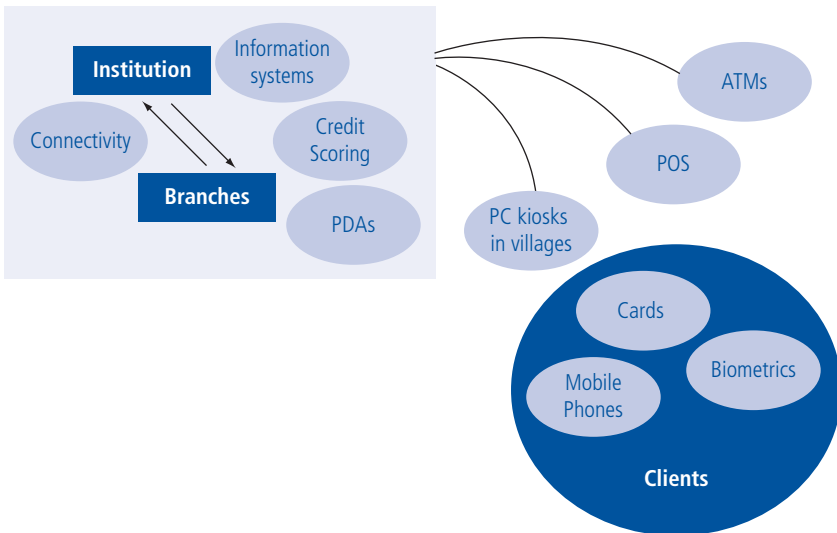 Institution
Information
systems
Connectivity
Credit
Scoring
Branches
PDAs
ATMs
POS
PC kiosks
in villages
Cards
Biometrics
Mobile
Phones
Clients